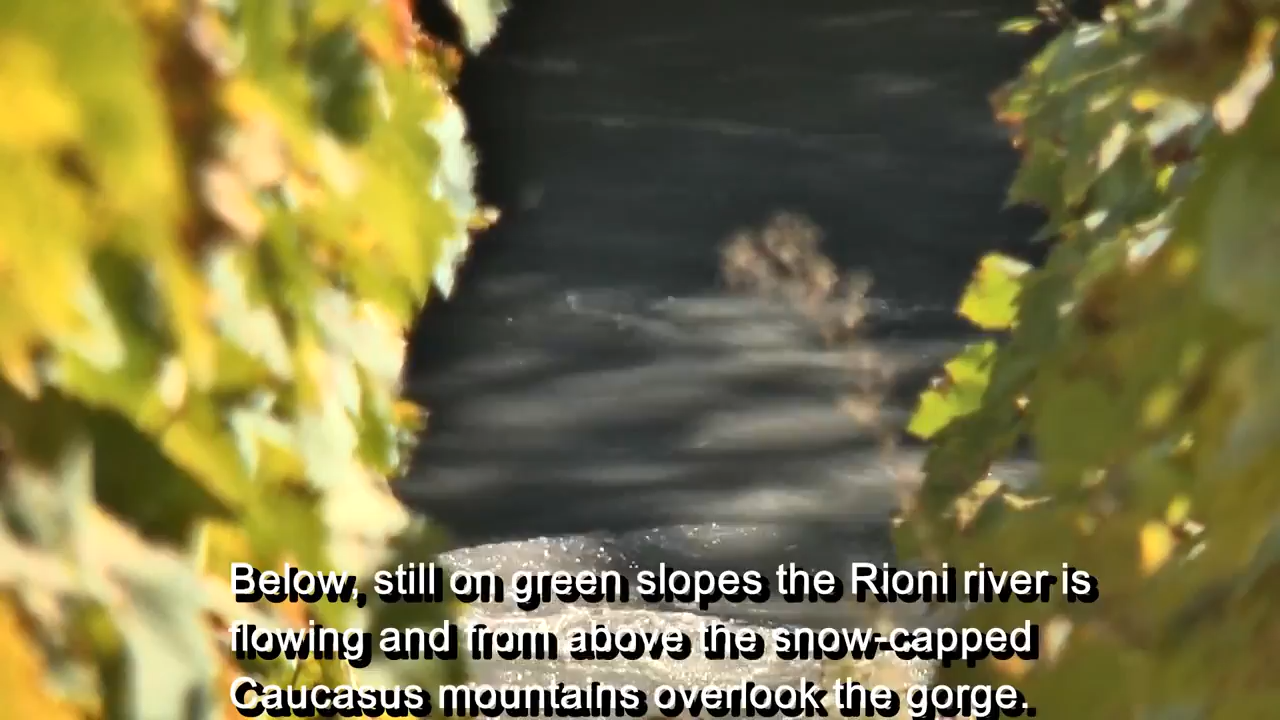 Below, still on green slopes the Rioni river is
flowing and from above the snow-capped
Caucasus mountains overlook the gorge.